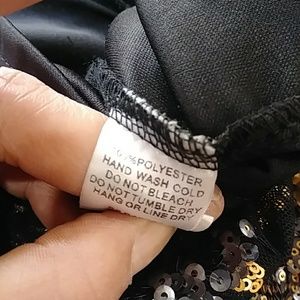 POLYESTER
HAND WASH COLD
DO NOT BLEACH
DO NOT TUMBLE DRY
HANG OR LINE DRY